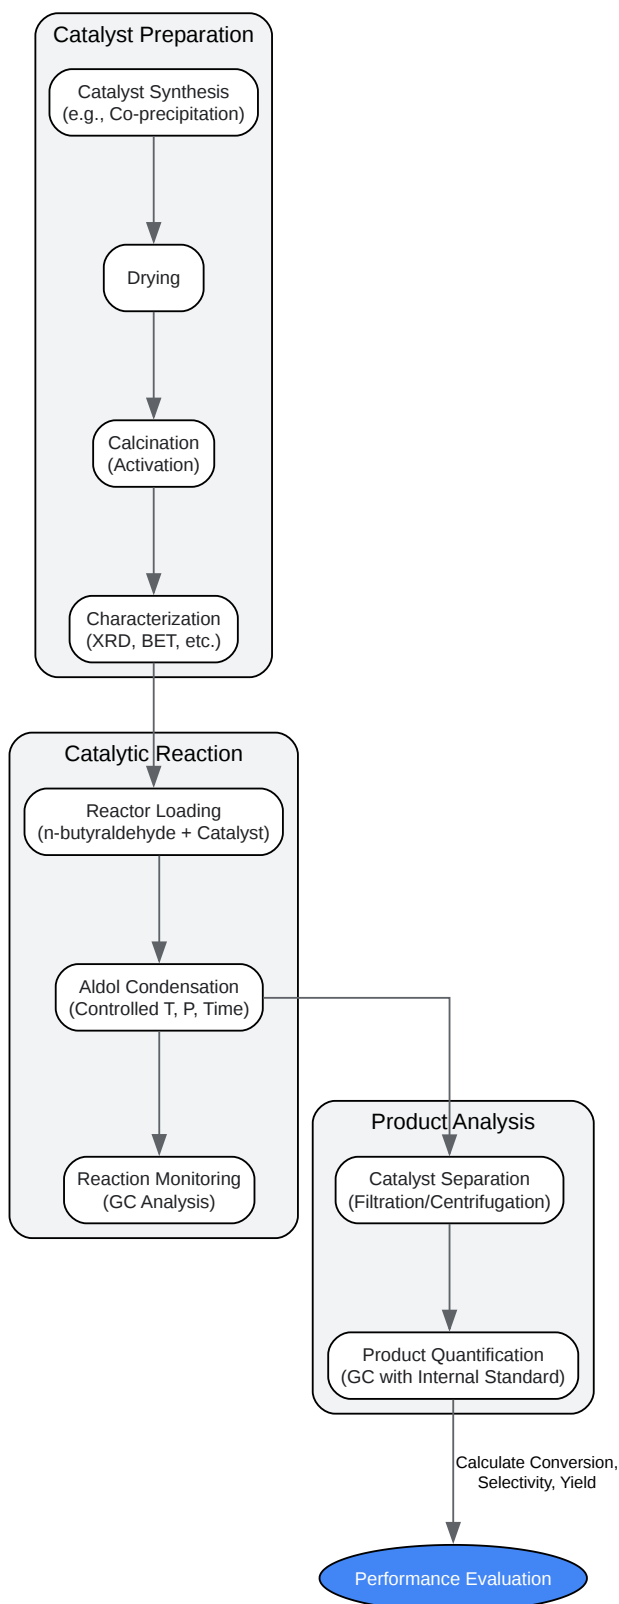 Catalyst Preparation
Catalyst Synthesis
(e.g., Co-precipitation)
Drying
Calcination
(Activation)
Characterization
(XRD, BET, etc.)
Catalytic Reaction
Reactor Loading
(n-butyraldehyde + Catalyst)
Aldol Condensation
(Controlled T, P, Time)
Reaction Monitoring
(GC Analysis)
Product Analysis
Catalyst Separation
(Filtration/Centrifugation)
Product Quantification
(GC with Internal Standard)
Calculate Conversion,
Selectivity, Yield
Performance Evaluation